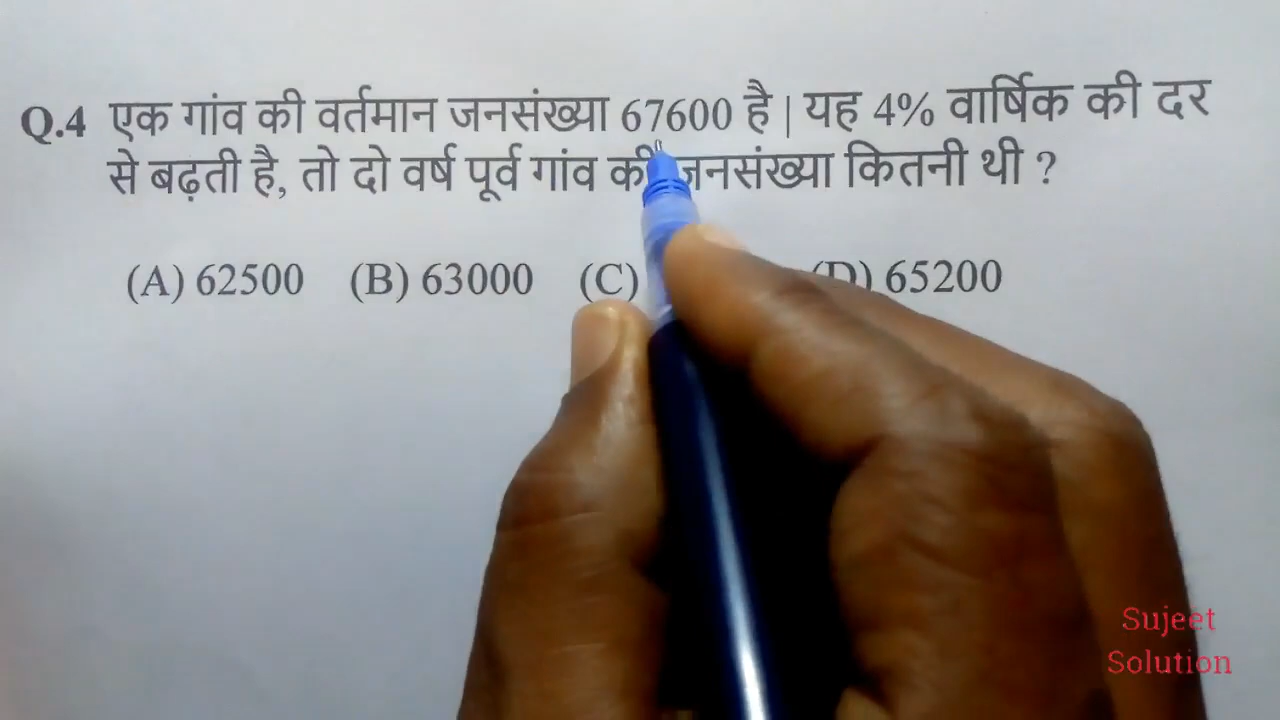 Q.4 एक गांव की वर्तमान जनसंख्या 67600 है | यह 4% वार्षिक की दर
से बढ़ती है, तो दो वर्ष पूर्व गांव की जनसंख्या कितनी थी ?
(A) 62500 (B) 63000 (C) (D) 65200
Sujeet
Solution